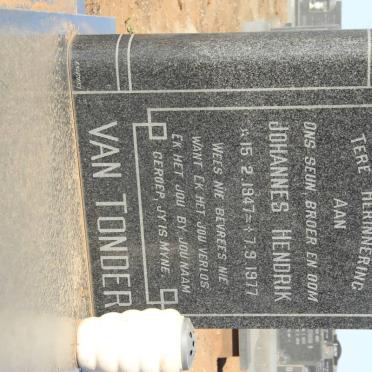 TERE HERINNERING
AAN
ONS SEUN, BROER EN OOM
JOHANNES HENDRIK
☆15. 2. 1947 = ✝7. 9. 1977
WEES NIE BEVREES NIE
WANT EK HET JOU VERLOS
EK HET JOU BY JOU NAAM
GEROEP, JY IS MYNE.
VAN TONDER